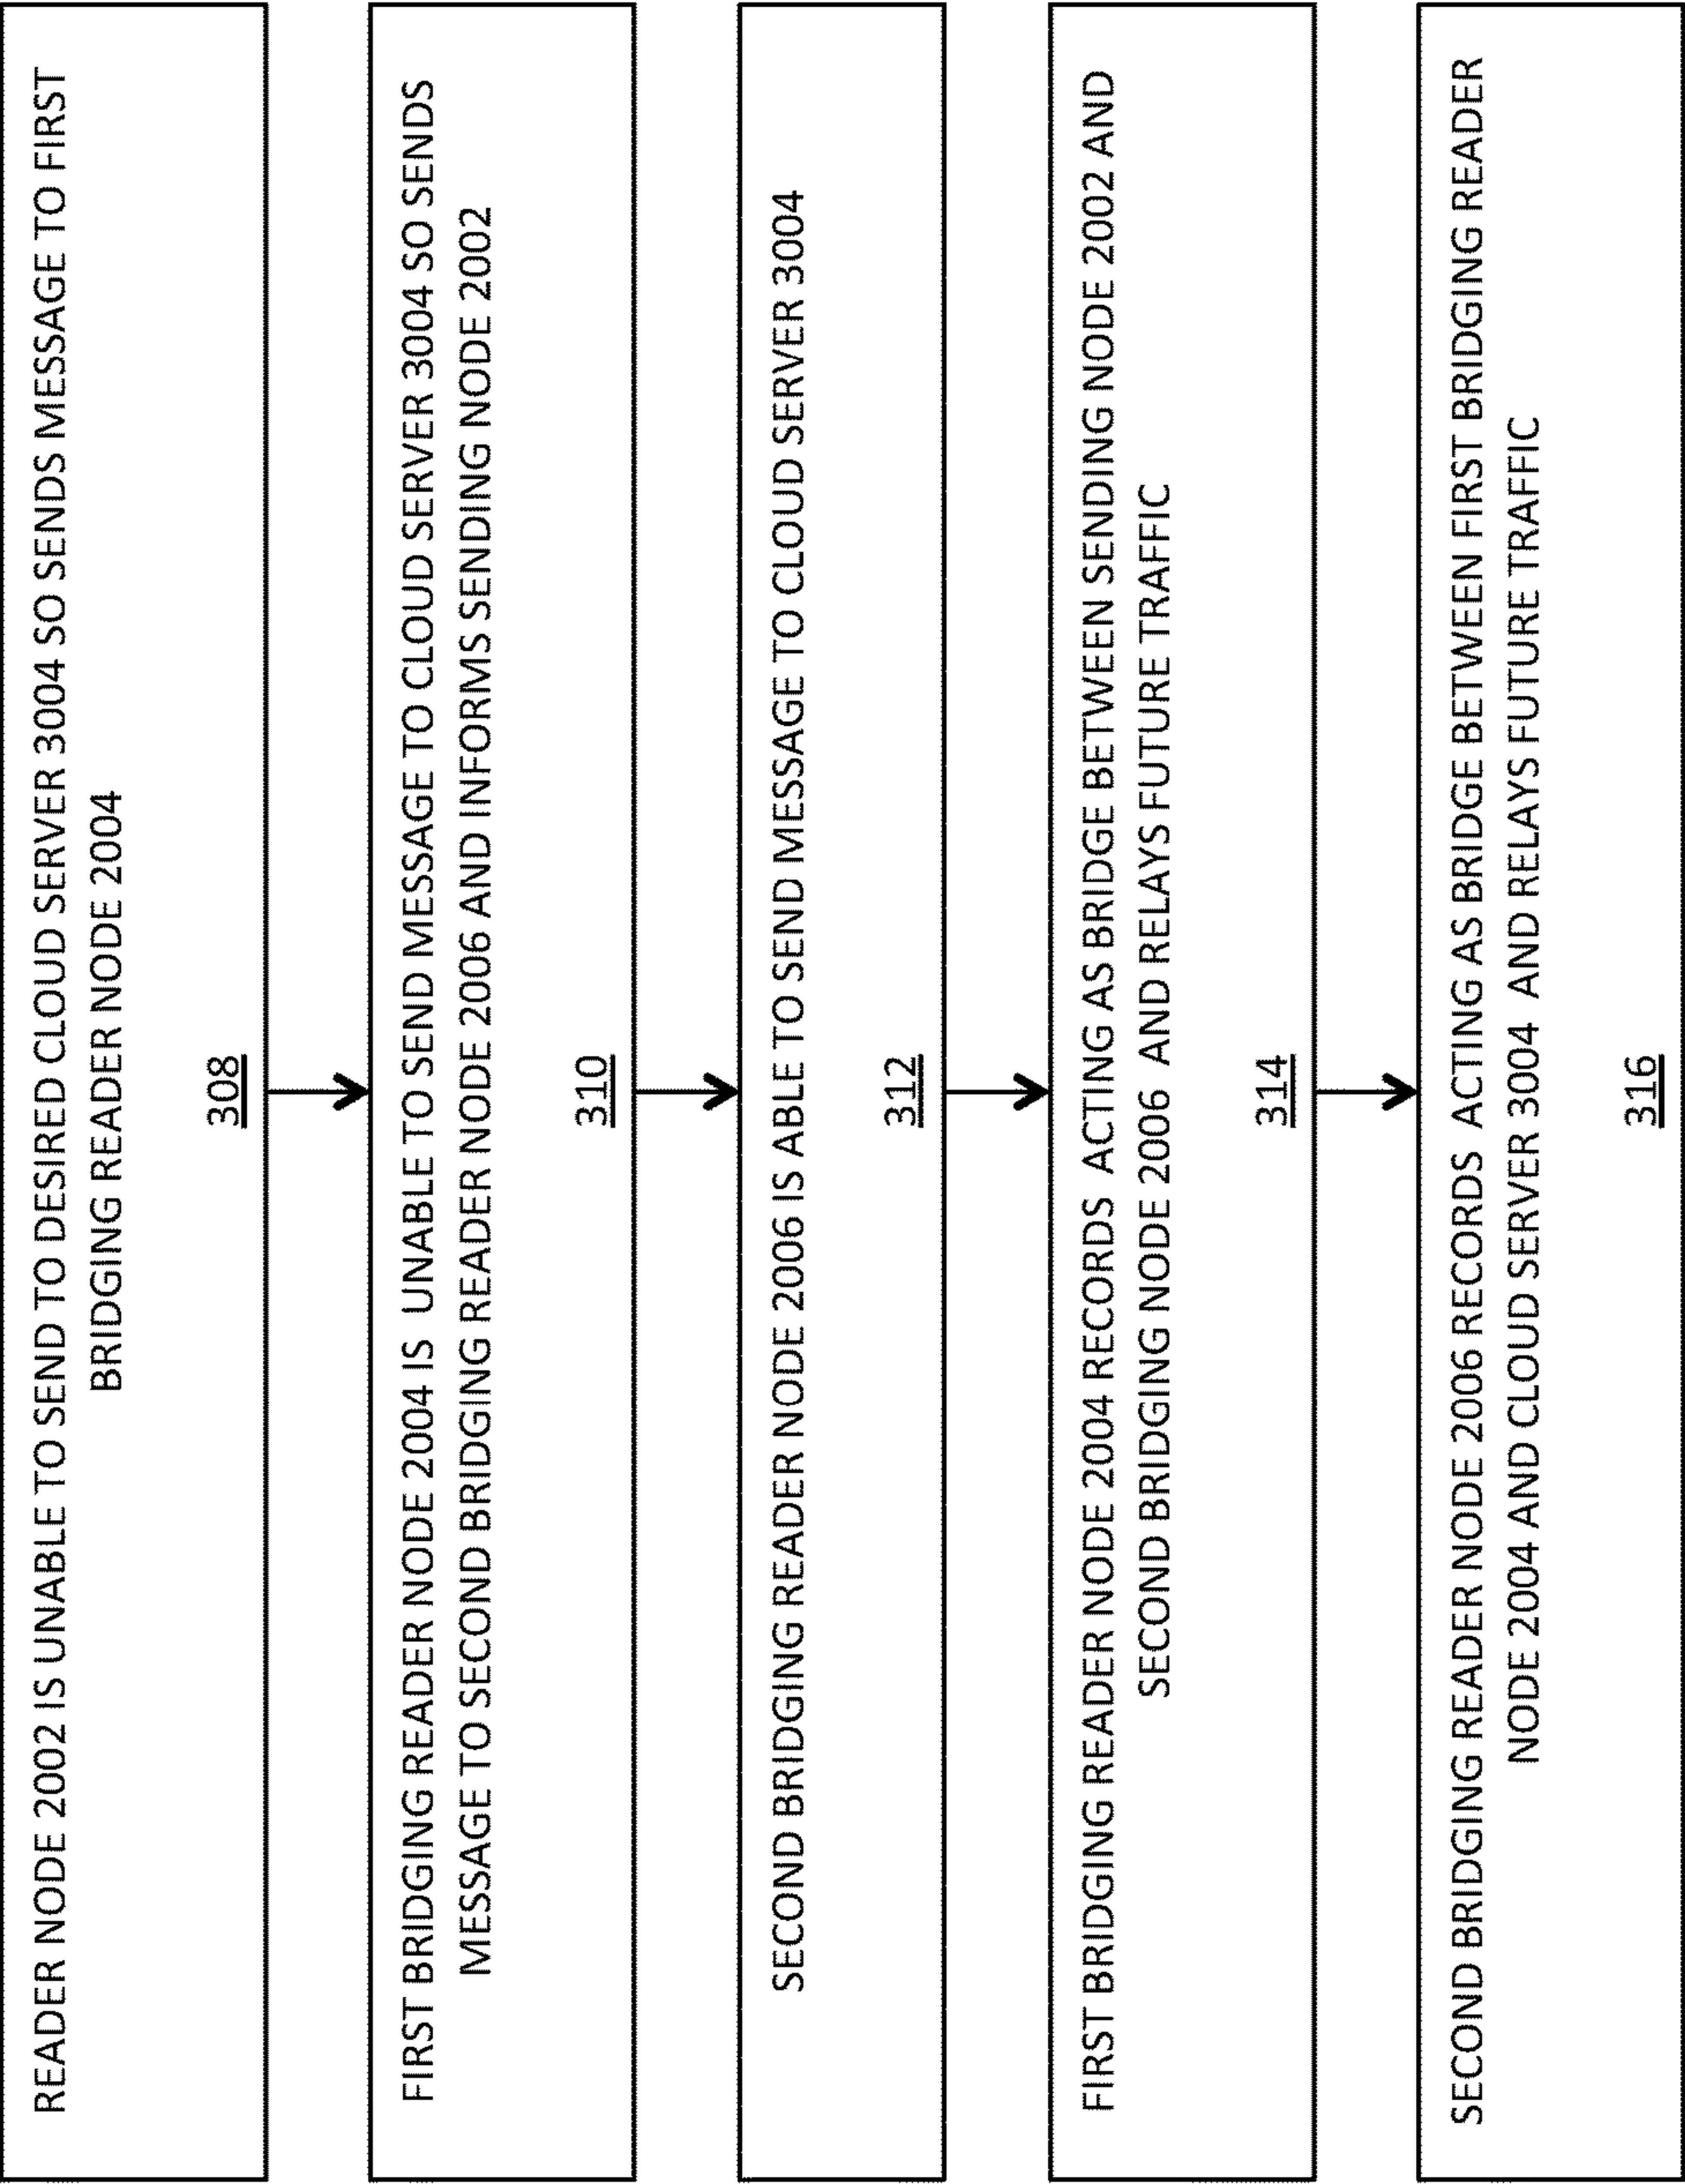 READER NODE 2002 IS UNABLE TO SEND TO DESIRED CLOUD SERVER 3004 SO SENDS MESSAGE TO FIRST
BRIDGING READER NODE 2004
308
FIRST BRIDGING READER NODE 2004 IS UNABLE TO SEND MESSAGE TO CLOUD SERVER 3004 SO SENDS
MESSAGE TO SECOND BRIDGING READER NODE 2006 AND INFORMS SENDING NODE 2002
310
SECOND BRIDGING READER NODE 2006 IS ABLE TO SEND MESSAGE TO CLOUD SERVER 3004
312
FIRST BRIDGING READER NODE 2004 RECORDS ACTING AS BRIDGE BETWEEN SENDING NODE 2002 AND
SECOND BRIDGING NODE 2006 AND RELAYS FUTURE TRAFFIC
314
SECOND BRIDGING READER NODE 2006 RECORDS ACTING AS BRIDGE BETWEEN FIRST BRIDGING READER
NODE 2004 AND CLOUD SERVER 3004 AND RELAYS FUTURE TRAFFIC
316